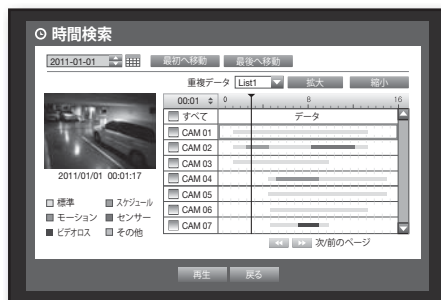 時間検索
2011-01-01 最初へ移動 最後へ移動
重複データ List1 拡大 縮小
00:01 0 8 16
すべて データ
CAM 01
CAM 02
CAM 03
CAM 04
CAM 05
CAM 06
CAM 07
2011/01/01 00:01:17
標準 スケジュール
モーション センサー
ビデオロス その他
次/前のページ
再生 戻る